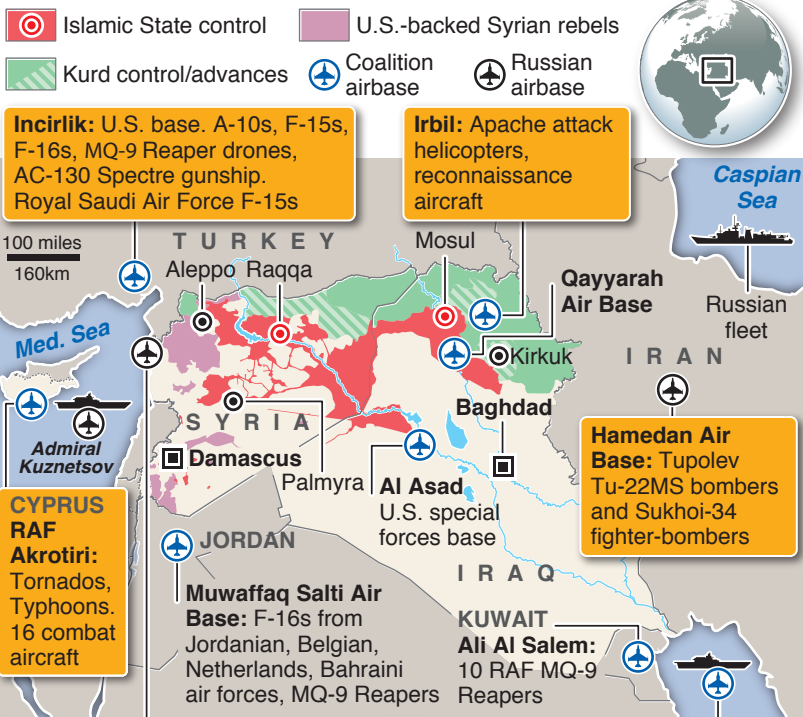 Islamic State control
U.S.-backed Syrian rebels
Kurd control/advances
Coalition
airbase
Russian
airbase
Incirlik: U.S. base. A-10s, F-15s,
F-16s, MQ-9 Reaper drones,
AC-130 Spectre gunship.
Royal Saudi Air Force F-15s
Irbil: Apache attack
helicopters,
reconnaissance
aircraft
Caspian
Sea
100 miles
160km
TURKEY
Mosul
Aleppo
Raqqa
Qayyarah
Air Base
Russian
fleet
Med. Sea
Kirkuk
IRAN
Baghdad
SYRIA
Admiral
Kuznetsov
Damascus
Palmyra
Al Asad
U.S. special
forces base
Hamedan Air
Base: Tupolev
Tu-22MS bombers
and Sukhoi-34
fighter-bombers
CYPRUS
RAF
Akrotiri:
Tornados,
Typhoons.
16 combat
aircraft
JORDAN
IRAQ
Muwaffaq Salti Air
Base: F-16s from
Jordanian, Belgian,
Netherlands, Bahraini
air forces, MQ-9 Reapers
KUWAIT
Ali Al Salem:
10 RAF MQ-9
Reapers